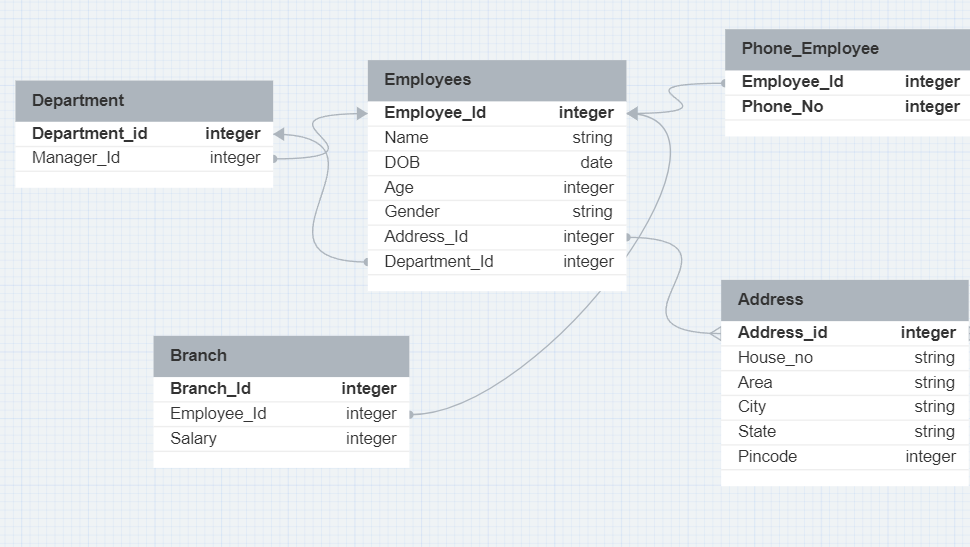 Department
Department_id integer
Manager_Id integer
Employees
Employee_Id integer
Name string
DOB date
Age integer
Gender string
Address_Id integer
Department_Id integer
Phone_Employee
Employee_Id integer
Phone_No integer
Branch
Branch_Id integer
Employee_Id integer
Salary integer
Address
Address_id integer
House_no string
Area string
City string
State string
Pincode integer